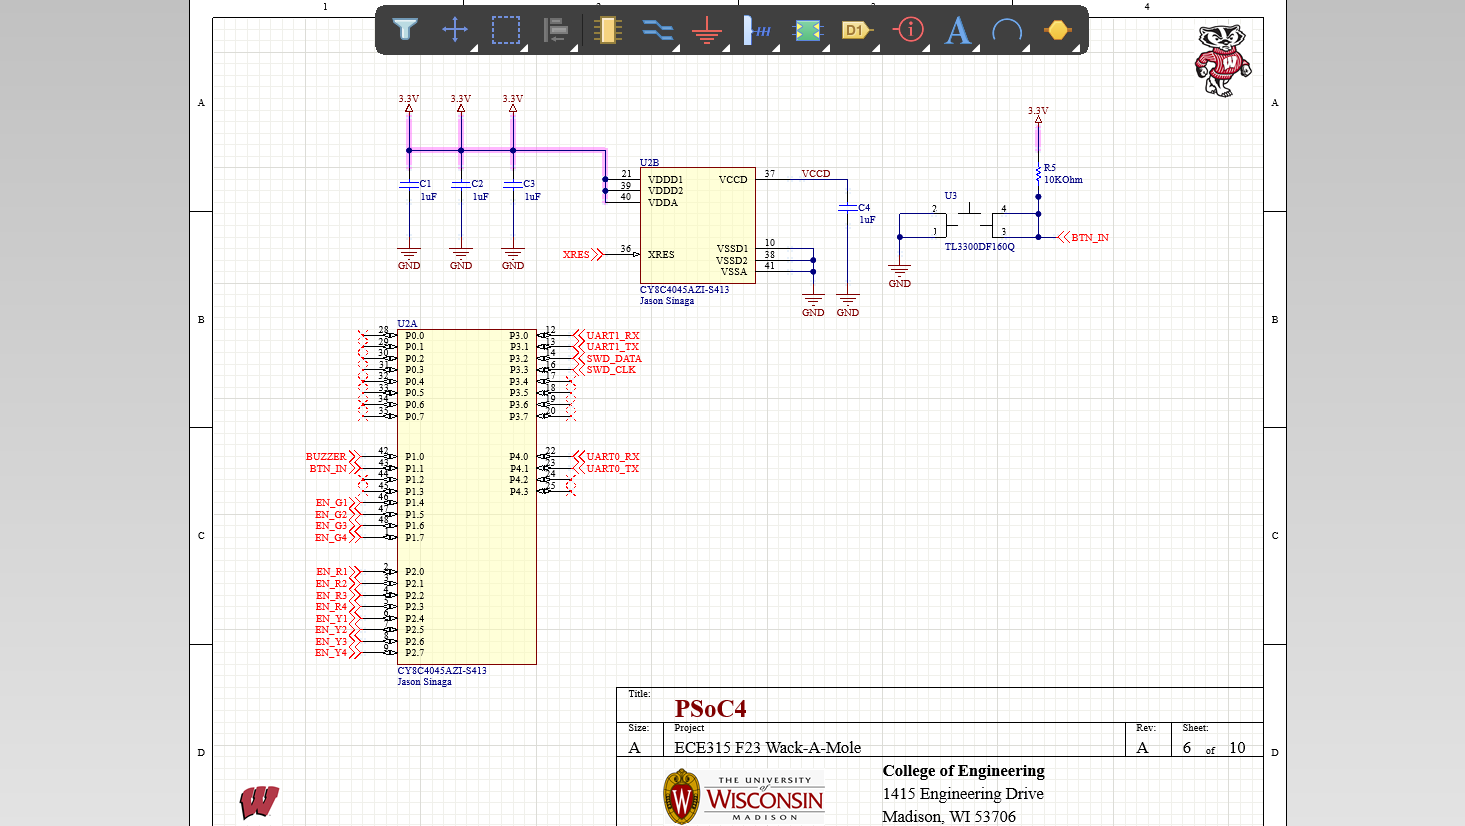 1
2
3
4
D1
A
A
3.3V
3.3V
3.3V
3.3V
U2B
C1
1uF
C2
1uF
C3
1uF
21
VDDD1
39
VDDD2
40
VDDA
VCCD
37
VCCD
C4
1uF
R5
10KOhm
U3
2
4
1
3
BTN_IN
TL3300DF160Q
XRES
36
XRES
VSSD1
10
VSSD2
38
VSSA
41
GND
GND
GND
GND
GND
GND
CY8C4045AZI-S413
Jason Sinaga
B
B
U2A
28
P0.0
P3.0
12
UART1_RX
29
P0.1
P3.1
13
UART1_TX
30
P0.2
P3.2
14
SWD_DATA
31
P0.3
P3.3
16
SWD_CLK
32
P0.4
P3.4
17
33
P0.5
P3.5
18
34
P0.6
P3.6
19
35
P0.7
P3.7
20
BUZZER
42
P1.0
P4.0
22
UART0_RX
BTN_IN
43
P1.1
P4.1
23
UART0_TX
44
P1.2
P4.2
24
45
P1.3
P4.3
25
EN_G1
46
P1.4
EN_G2
47
P1.5
EN_G3
48
P1.6
EN_G4
1
P1.7
C
C
EN_R1
2
P2.0
EN_R2
3
P2.1
EN_R3
4
P2.2
EN_R4
5
P2.3
EN_Y1
6
P2.4
EN_Y2
7
P2.5
EN_Y3
8
P2.6
EN_Y4
9
P2.7
CY8C4045AZI-S413
Jason Sinaga
D
D
Title:
PSoC4
Size:
A
Project
ECE315 F23 Wack-A-Mole
Rev:
A
Sheet:
6 of 10
W
THE UNIVERSITY
of
WISCONSIN
MADISON
College of Engineering
1415 Engineering Drive
Madison, WI 53706